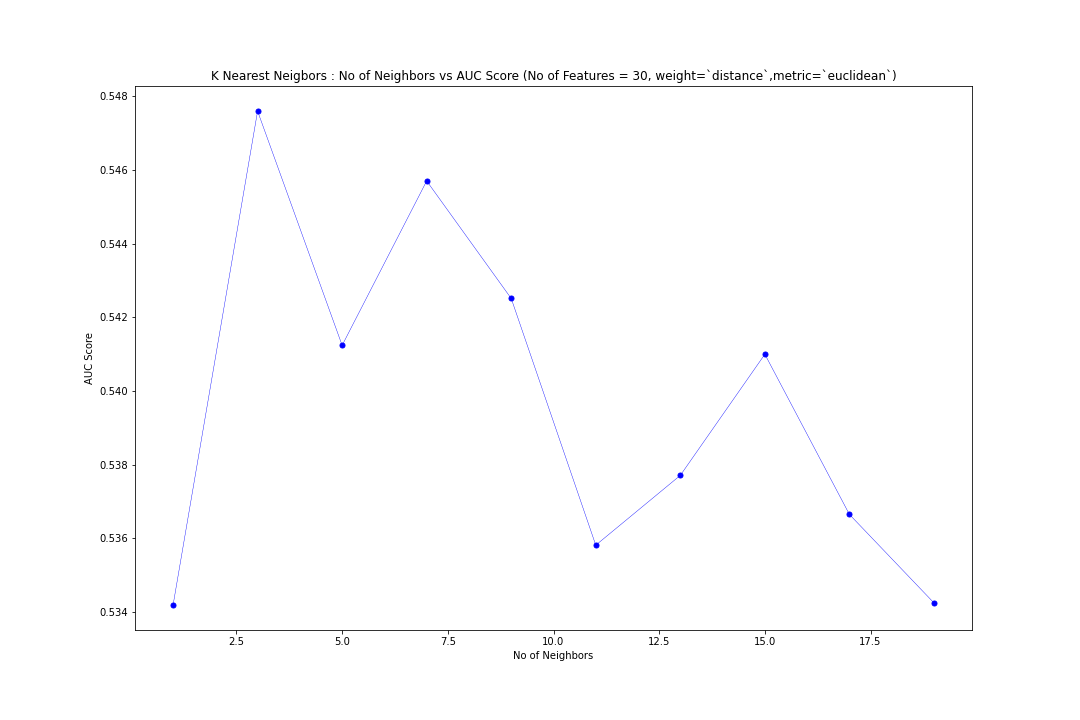 K Nearest Neigbors : No of Neighbors vs AUC Score (No of Features = 30, weight=`distance`,metric=`euclidean`)
0.548
0.546
0.544
0.542
0.540
0.538
0.536
0.534
AUC Score
2.5 5.0 7.5 10.0 12.5 15.0 17.5
No of Neighbors